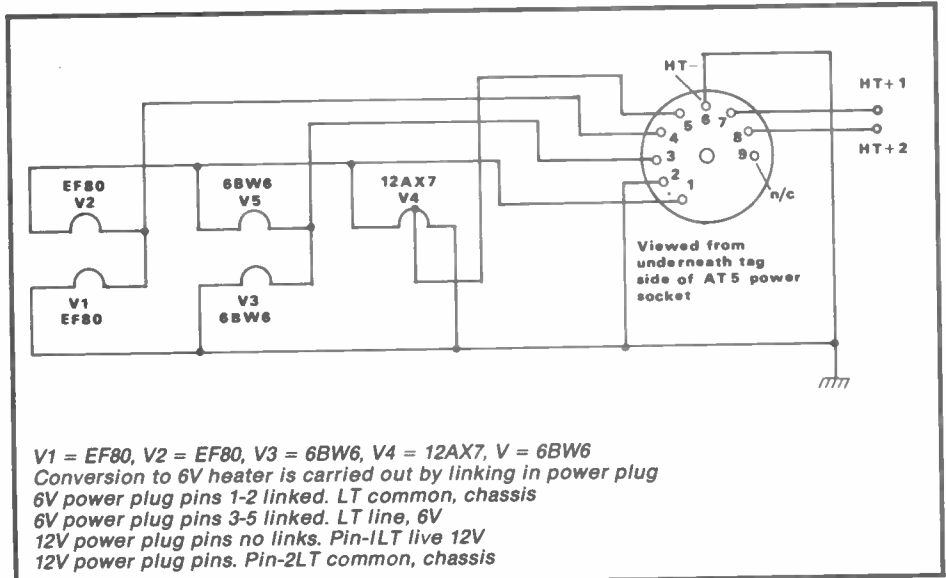 HT–
HT+1
HT+2
5
6
7
4
8
3
9
2
1
n/c
EF80
V2
6BW6
V5
12AX7
V4
V1
EF80
V3
6BW6
Viewed from
underneath tag
side of AT5 power
socket
V1 = EF80, V2 = EF80, V3 = 6BW6, V4 = 12AX7, V = 6BW6
Conversion to 6V heater is carried out by linking in power plug
6V power plug pins 1-2 linked. LT common, chassis
6V power plug pins 3-5 linked. LT line, 6V
12V power plug pins no links. Pin-ILT live 12V
12V power plug pins. Pin-2LT common, chassis